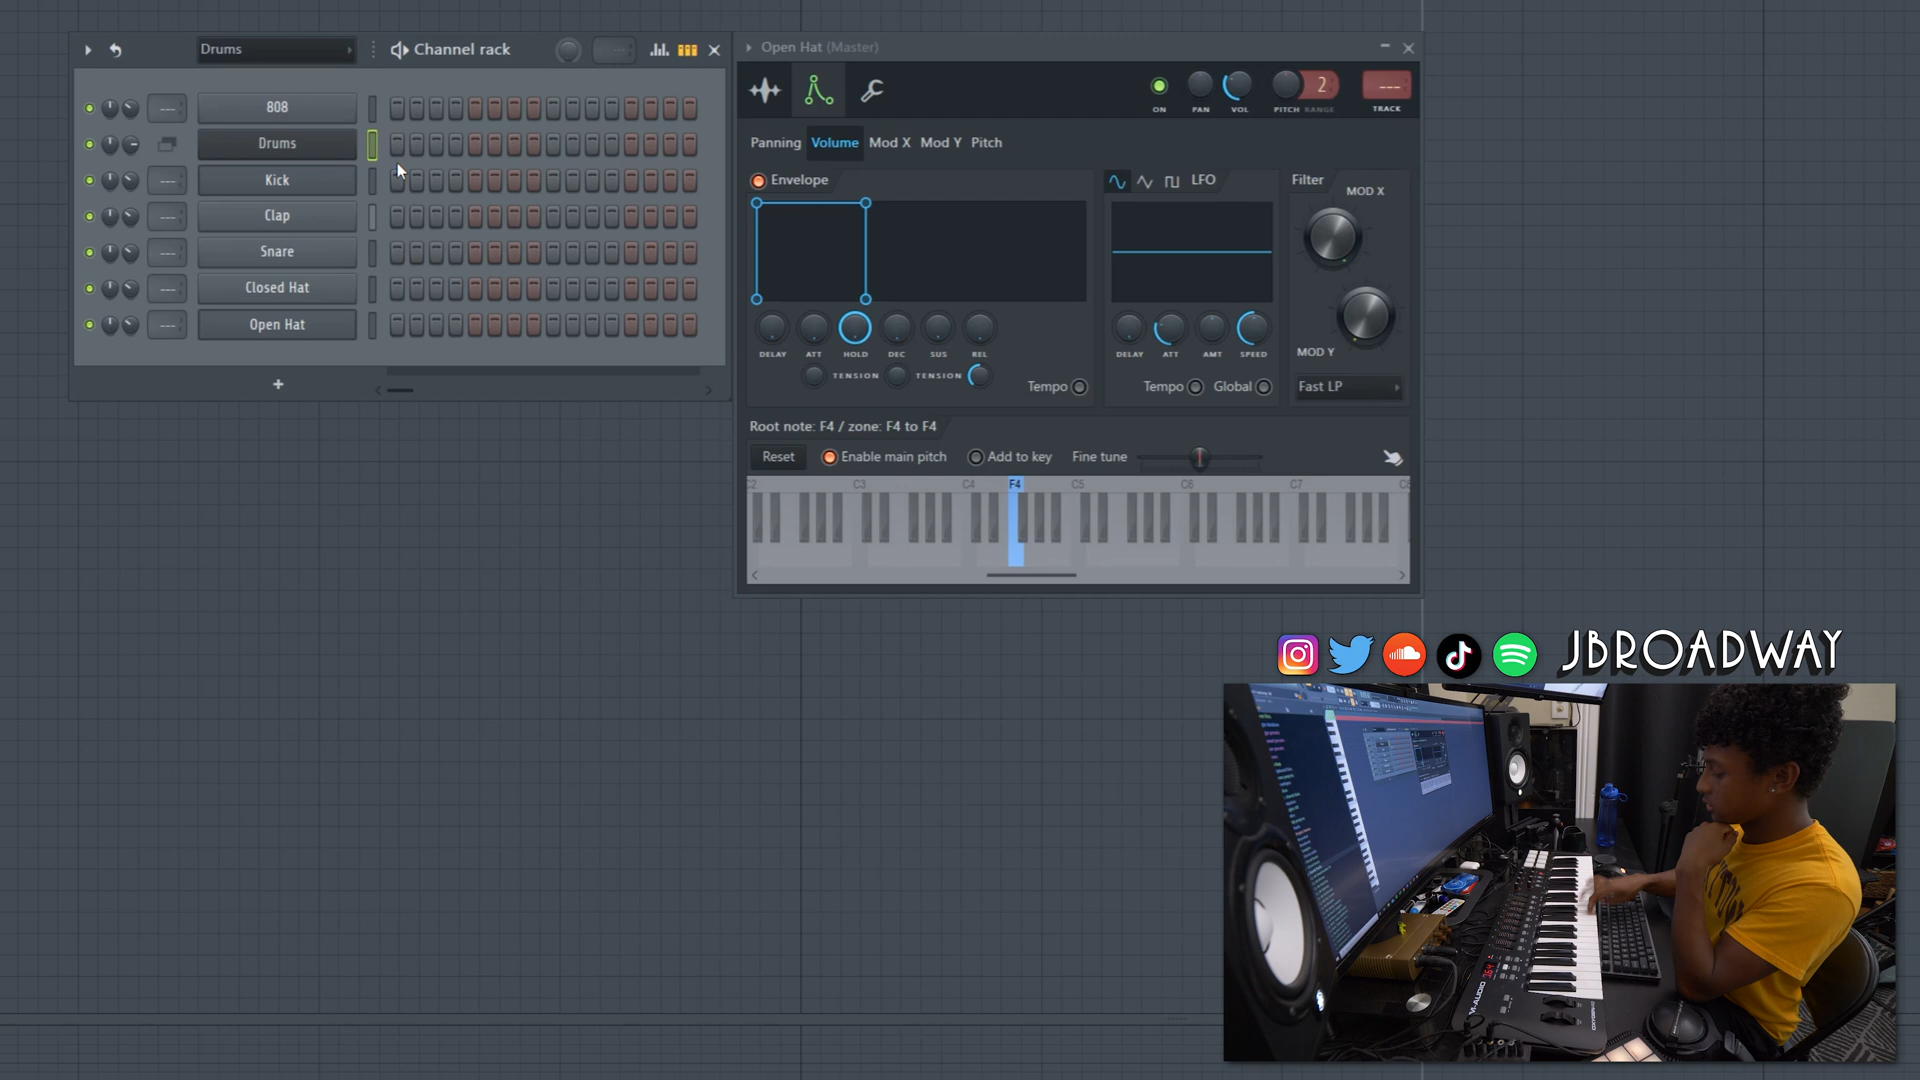 Drums
Channel rack
808
Drums
Kick
Clap
Snare
Closed Hat
Open Hat
+
Open Hat (Master)
2
---
ON
PAN
VOL
PITCH RANGE
TRACK
Panning Volume Mod X Mod Y Pitch
Envelope
LFO
Filter
MOD X
DELAY ATT HOLD DEC SUS REL
TENSION TENSION
Tempo
DELAY ATT AMT SPEED
Tempo Global
MOD Y
Fast LP
Root note: F4 / zone: F4 to F4
Reset Enable main pitch Add to key Fine tune
C2 C3 C4 F4 C5 C6 C7
JBROADWAY
M-AUDIO